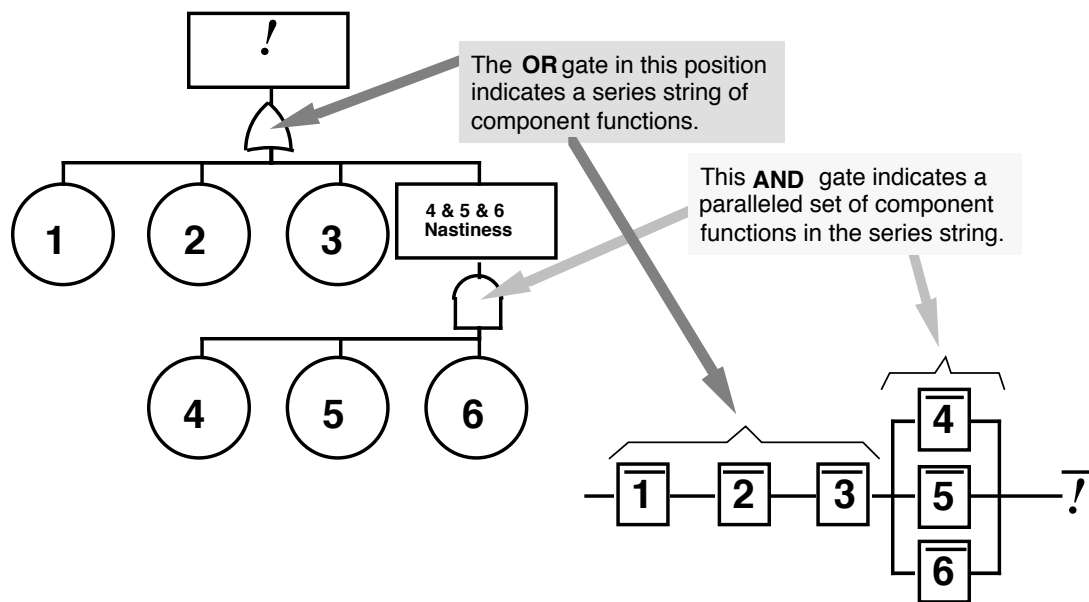 !
The OR gate in this position
indicates a series string of
component functions.
This AND gate indicates a
paralleled set of component
functions in the series string.
1 2 3
4 & 5 & 6
Nastiness
4 5 6
4̅
1̅ 2̅ 3̅ 5̅ !̅
6̅